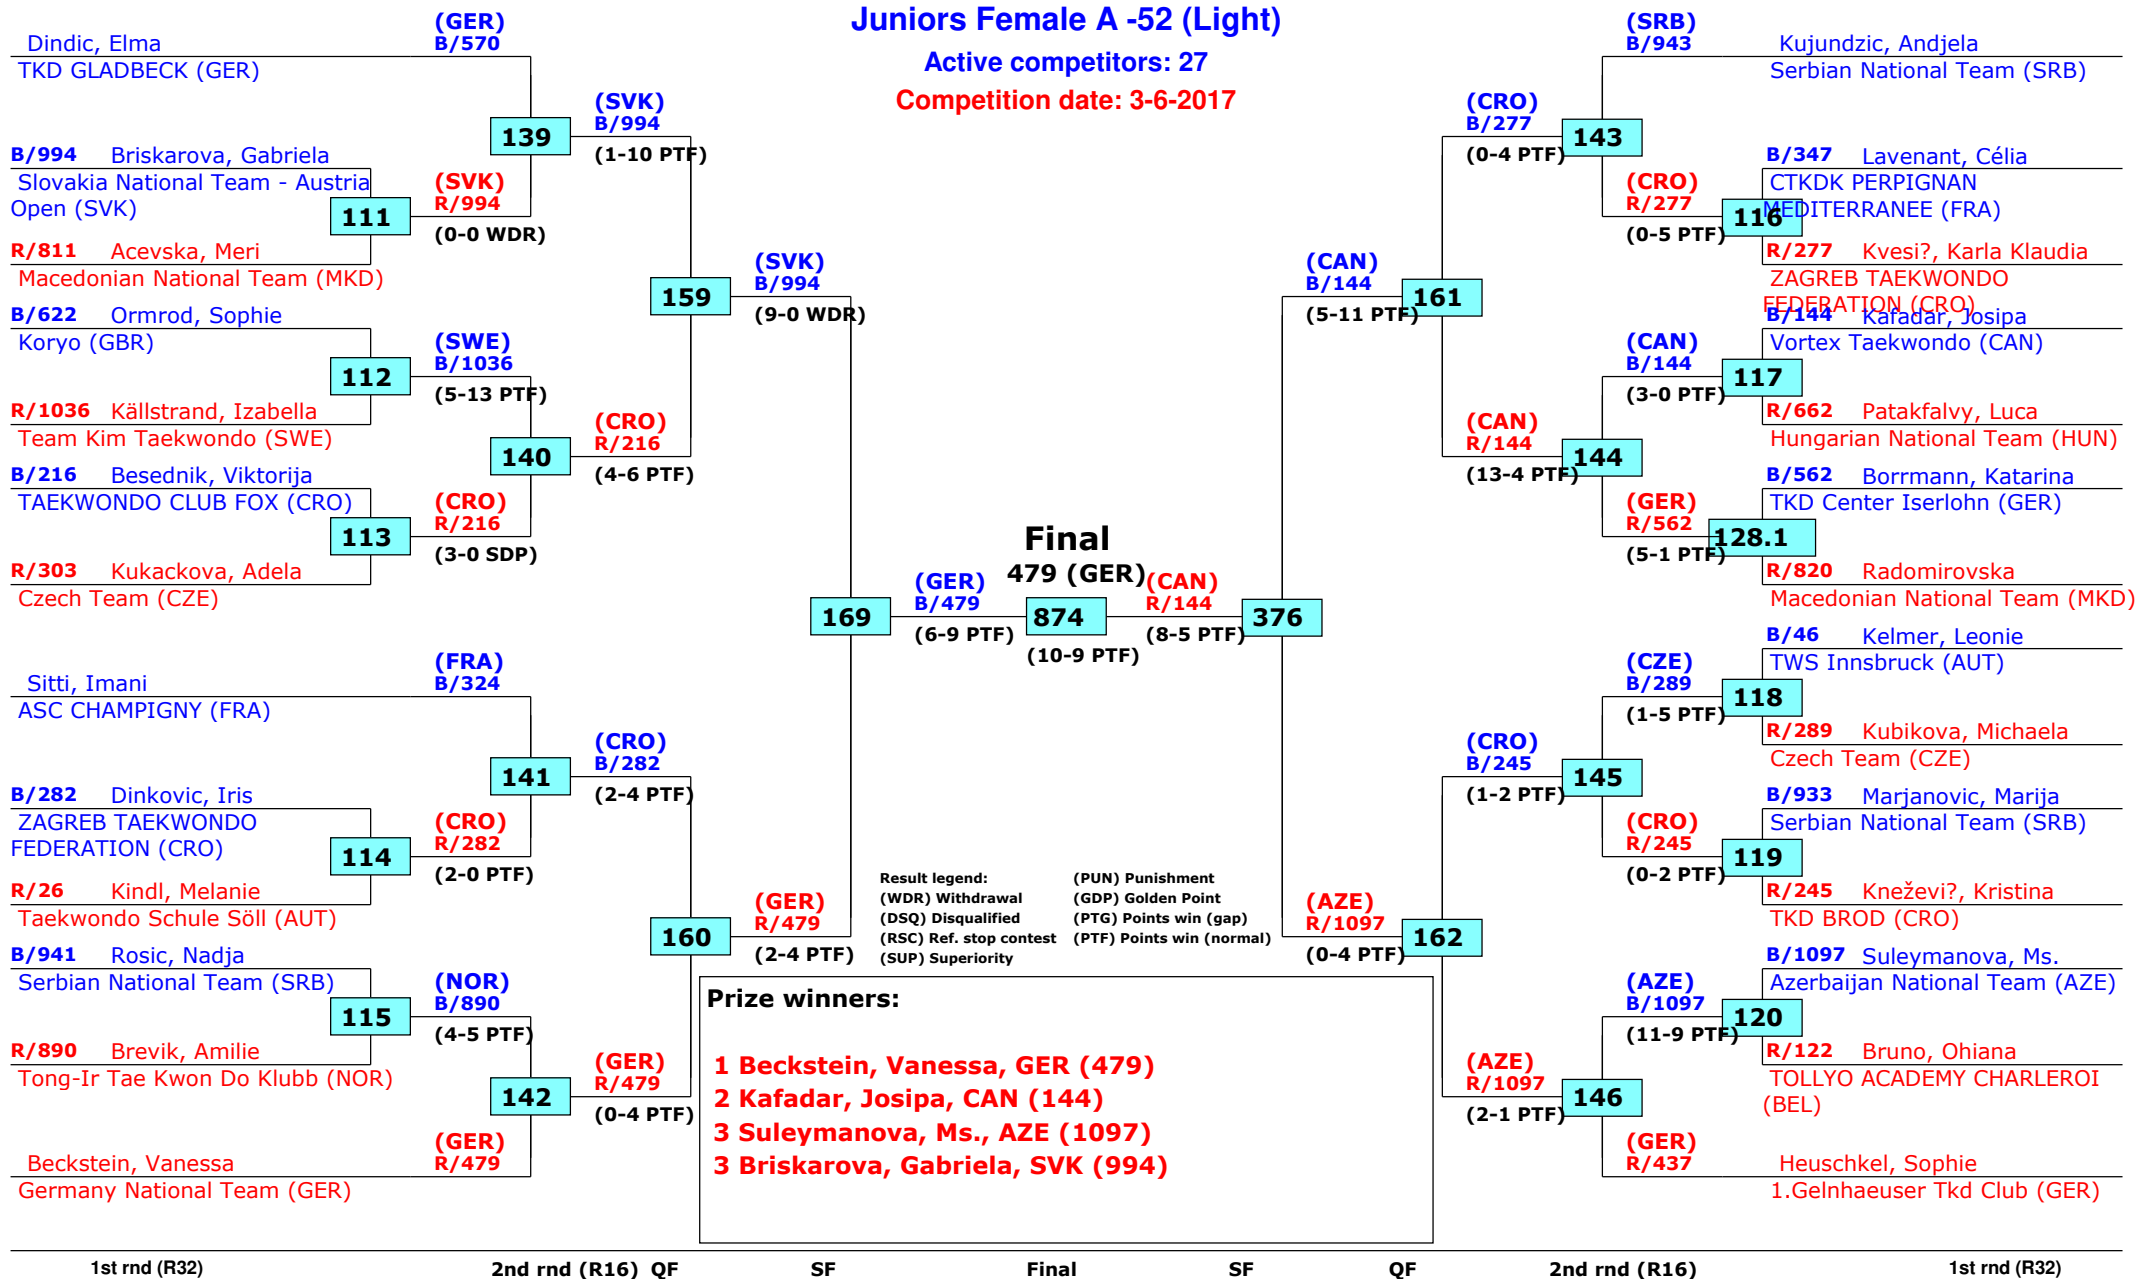 Juniors Female A -52 (Light)
Active competitors: 27
Competition date: 3-6-2017
Dindic, Elma
TKD GLADBECK (GER)
(GER)
B/570
B/994 Briskarova, Gabriela
Slovakia National Team - Austria
Open (SVK)
111
R/811 Acevska, Meri
Macedonian National Team (MKD)
(SVK)
R/994
(0-0 WDR)
139
(SVK)
B/994
(1-10 PTF)
B/622 Ormrod, Sophie
Koryo (GBR)
112
R/1036 Källstrand, Izabella
Team Kim Taekwondo (SWE)
(SWE)
B/1036
(5-13 PTF)
B/216 Besednik, Viktorija
TAEKWONDO CLUB FOX (CRO)
113
R/303 Kukackova, Adela
Czech Team (CZE)
(CRO)
R/216
(3-0 SDP)
140
(CRO)
R/216
(4-6 PTF)
159
(SVK)
B/994
(9-0 WDR)
Sitti, Imani
ASC CHAMPIGNY (FRA)
(FRA)
B/324
B/282 Dinkovic, Iris
ZAGREB TAEKWONDO
FEDERATION (CRO)
114
R/26 Kindl, Melanie
Taekwondo Schule Söll (AUT)
(CRO)
R/282
(2-0 PTF)
141
(CRO)
B/282
(2-4 PTF)
B/941 Rosic, Nadja
Serbian National Team (SRB)
115
R/890 Brevik, Amilie
Tong-Ir Tae Kwon Do Klubb (NOR)
(NOR)
B/890
(4-5 PTF)
142
(GER)
R/479
(0-4 PTF)
Beckstein, Vanessa
Germany National Team (GER)
(GER)
R/479
160
(GER)
R/479
(2-4 PTF)
169
(GER)
B/479
(6-9 PTF)
Final
479 (GER)
874
(10-9 PTF)
(CAN)
R/144
(8-5 PTF)
376
(SRB)
B/943
Kujundzic, Andjela
Serbian National Team (SRB)
(CRO)
B/277
(0-4 PTF)
143
(CRO)
R/277
(0-5 PTF)
B/347 Lavenant, Célia
CTKDK PERPIGNAN
MEDITERRANEE (FRA)
116
R/277 Kvesi?, Karla Klaudia
ZAGREB TAEKWONDO
FEDERATION (CRO)
(CAN)
B/144
(5-11 PTF)
161
B/144 Kafadar, Josipa
Vortex Taekwondo (CAN)
(CAN)
B/144
(3-0 PTF)
117
R/662 Patakfalvy, Luca
Hungarian National Team (HUN)
(CAN)
R/144
(13-4 PTF)
144
B/562 Borrmann, Katarina
TKD Center Iserlohn (GER)
(GER)
R/562
(5-1 PTF)
128.1
R/820 Radomirovska
Macedonian National Team (MKD)
B/46 Kelmer, Leonie
TWS Innsbruck (AUT)
(CZE)
B/289
(1-5 PTF)
118
R/289 Kubikova, Michaela
Czech Team (CZE)
(CRO)
B/245
(1-2 PTF)
145
B/933 Marjanovic, Marija
Serbian National Team (SRB)
(CRO)
R/245
(0-2 PTF)
119
R/245 Kneževi?, Kristina
TKD BROD (CRO)
(AZE)
R/1097
(0-4 PTF)
162
B/1097 Suleymanova, Ms.
Azerbaijan National Team (AZE)
(AZE)
B/1097
(11-9 PTF)
120
R/122 Bruno, Ohiana
TOLLYO ACADEMY CHARLEROI
(BEL)
(AZE)
R/1097
(2-1 PTF)
146
(GER)
R/437
Heuschkel, Sophie
1.Gelnhaeuser Tkd Club (GER)
Result legend: (PUN) Punishment
(WDR) Withdrawal (GDP) Golden Point
(DSQ) Disqualified (PTG) Points win (gap)
(RSC) Ref. stop contest (PTF) Points win (normal)
(SUP) Superiority
Prize winners:
1 Beckstein, Vanessa, GER (479)
2 Kafadar, Josipa, CAN (144)
3 Suleymanova, Ms., AZE (1097)
3 Briskarova, Gabriela, SVK (994)
1st rnd (R32) 2nd rnd (R16) QF SF Final SF QF 2nd rnd (R16) 1st rnd (R32)